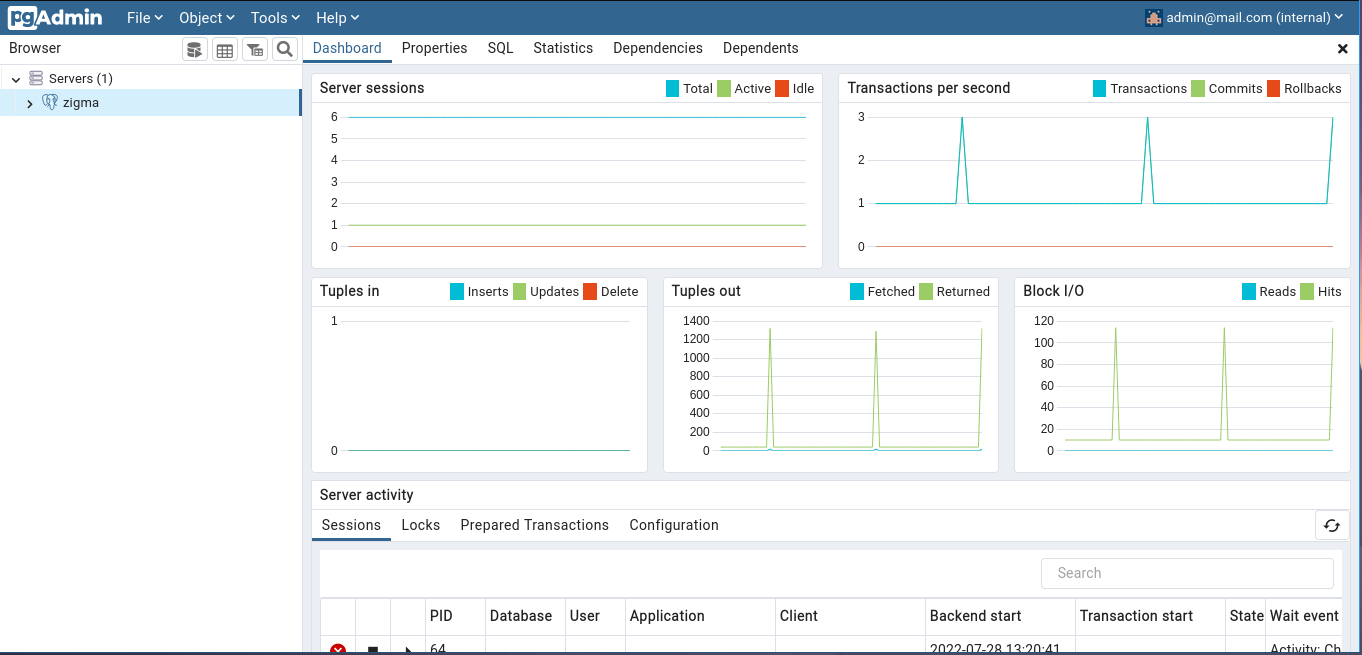 pgAdmin File Object Tools Help admin@mail.com (internal)
Browser Dashboard Properties SQL Statistics Dependencies Dependents
Servers (1)
zigma
Server sessions Total Active Idle
6
5
4
3
2
1
0
Transactions per second Transactions Commits Rollbacks
3
2
1
0
Tuples in Inserts Updates Delete
1
0
Tuples out Fetched Returned
1400
1200
1000
800
600
400
200
0
Block I/O Reads Hits
120
100
80
60
40
20
0
Server activity
Sessions Locks Prepared Transactions Configuration
Search
PID Database User Application Client Backend start Transaction start State Wait event
64 2022-07-28 13:20:41 Activity: Ch